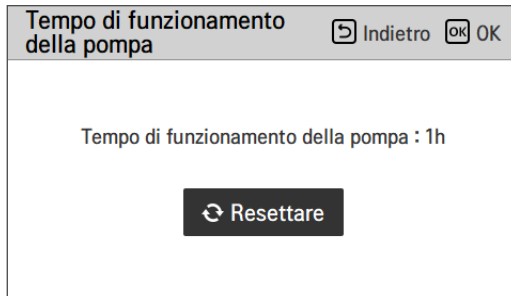 Tempo di funzionamento
della pompa
Indietro OK OK
Tempo di funzionamento della pompa : 1h
Resettare